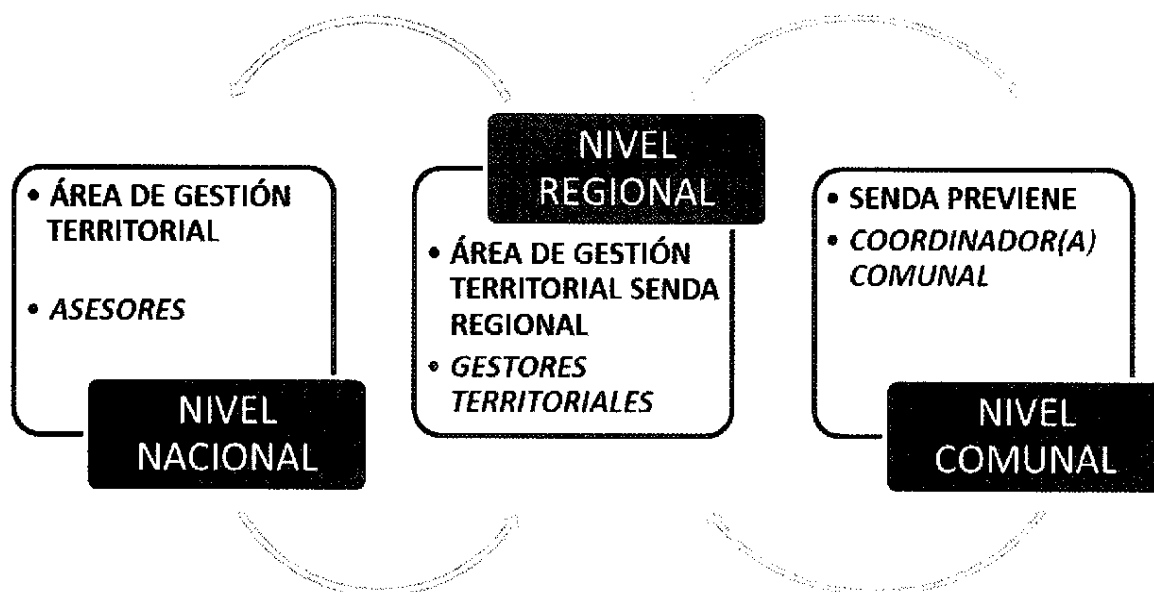 • ÁREA DE GESTIÓN
TERRITORIAL
• ASESORES
NIVEL
NACIONAL
NIVEL
REGIONAL
• ÁREA DE GESTIÓN
TERRITORIAL SENDA
REGIONAL
• GESTORES
TERRITORIALES
• SENDA PREVIENE
• COORDINADOR(A)
COMUNAL
NIVEL
COMUNAL